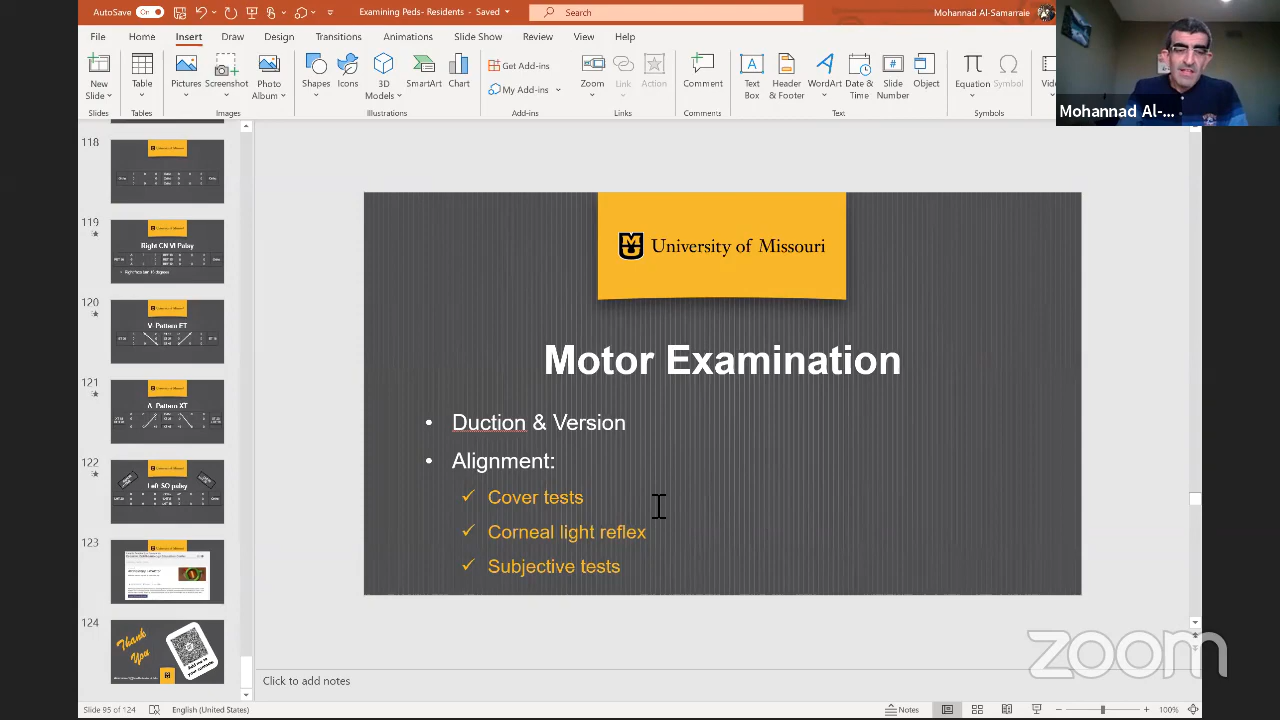 AutoSave On Examining Peds- Residents - Saved Search Mohannad Al-Samarraie
File Home Insert Draw Design Transitions Animations Slide Show Review View Help
New Slide Table Pictures Screenshot Photo Album Shapes Icons 3D Models SmartArt Chart Get Add-ins My Add-ins Zoom Link Action Comment Text Box Header & Footer WordArt Date & Time Slide Number Object Equation Symbol
Slides Tables Images Illustrations Add-ins Links Comments Text Symbols
Mohannad Al-...
118
119
Right CN VI Palsy
120
V Pattern ET
121
A Pattern XT
122
Left SO palsy
123
124
Thank You
University of Missouri
Motor Examination
• Duction & Version
• Alignment:
✓ Cover tests
✓ Corneal light reflex
✓ Subjective tests
zoom
Click to add notes
Slide 95 of 124 English (United States) Notes 100%